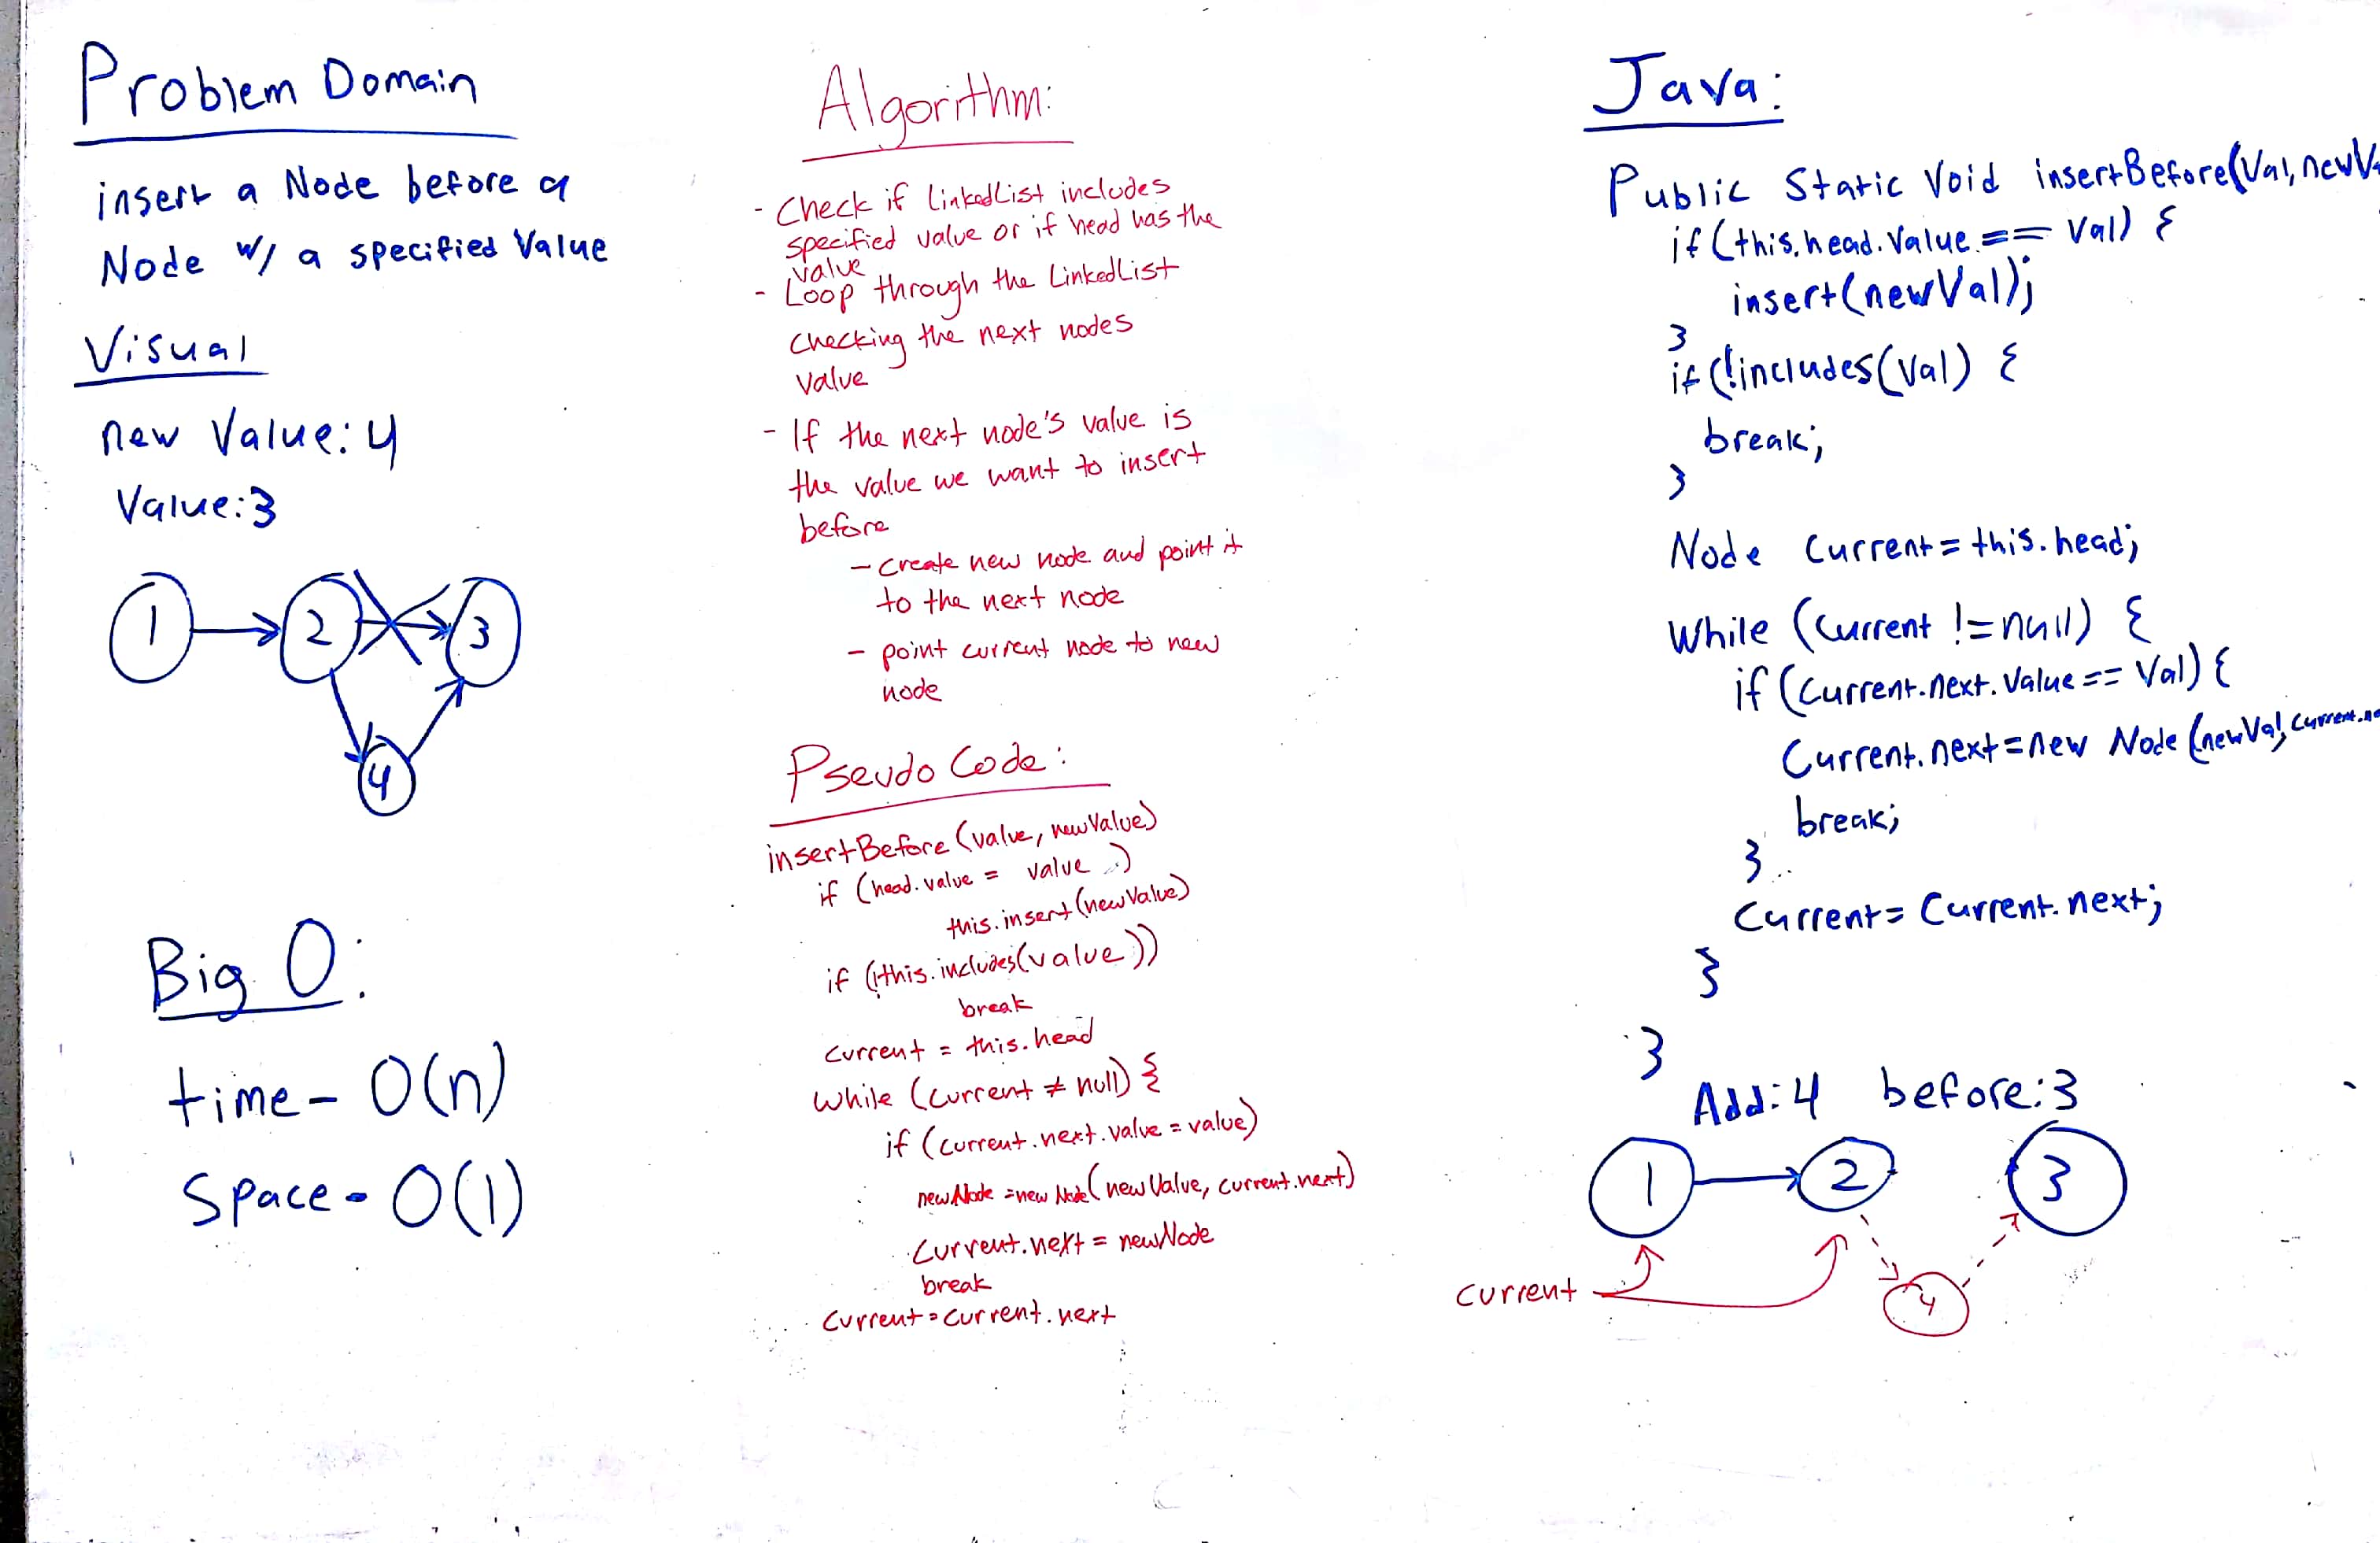 Problem Domain
insert a Node before a
Node w/ a specified Value
Visual
new Value: 4
Value: 3
1
2
3
4
Big O:
time - O(n)
Space - O(1)
Algorithm:
- Check if LinkedList includes
specified value or if head has the
value
- Loop through the LinkedList
checking the next nodes
value
- If the next node's value is
the value we want to insert
before
- create new node and point it
to the next node
- point current node to new
node
Pseudo Code:
insertBefore (value, newValue)
if (head.value = value)
this.insert(newValue)
if (!this.includes(value))
break
current = this.head
while (current ≠ null) {
if (current.next.value = value)
newNode = new Node(newValue, current.next)
current.next = newNode
break
current = current.next
Java:
Public Static Void insertBefore(Val, newV
if (this.head.Value == Val) {
insert(newVal);
}
if (!includes(Val) {
break;
}
Node Current = this.head;
While (Current != null) {
if (Current.next.Value == Val) {
Current.next = new Node (newVal, Current.ne
break;
}
Current = Current.next;
}
}
Add: 4 before: 3
1
2
3
current
4